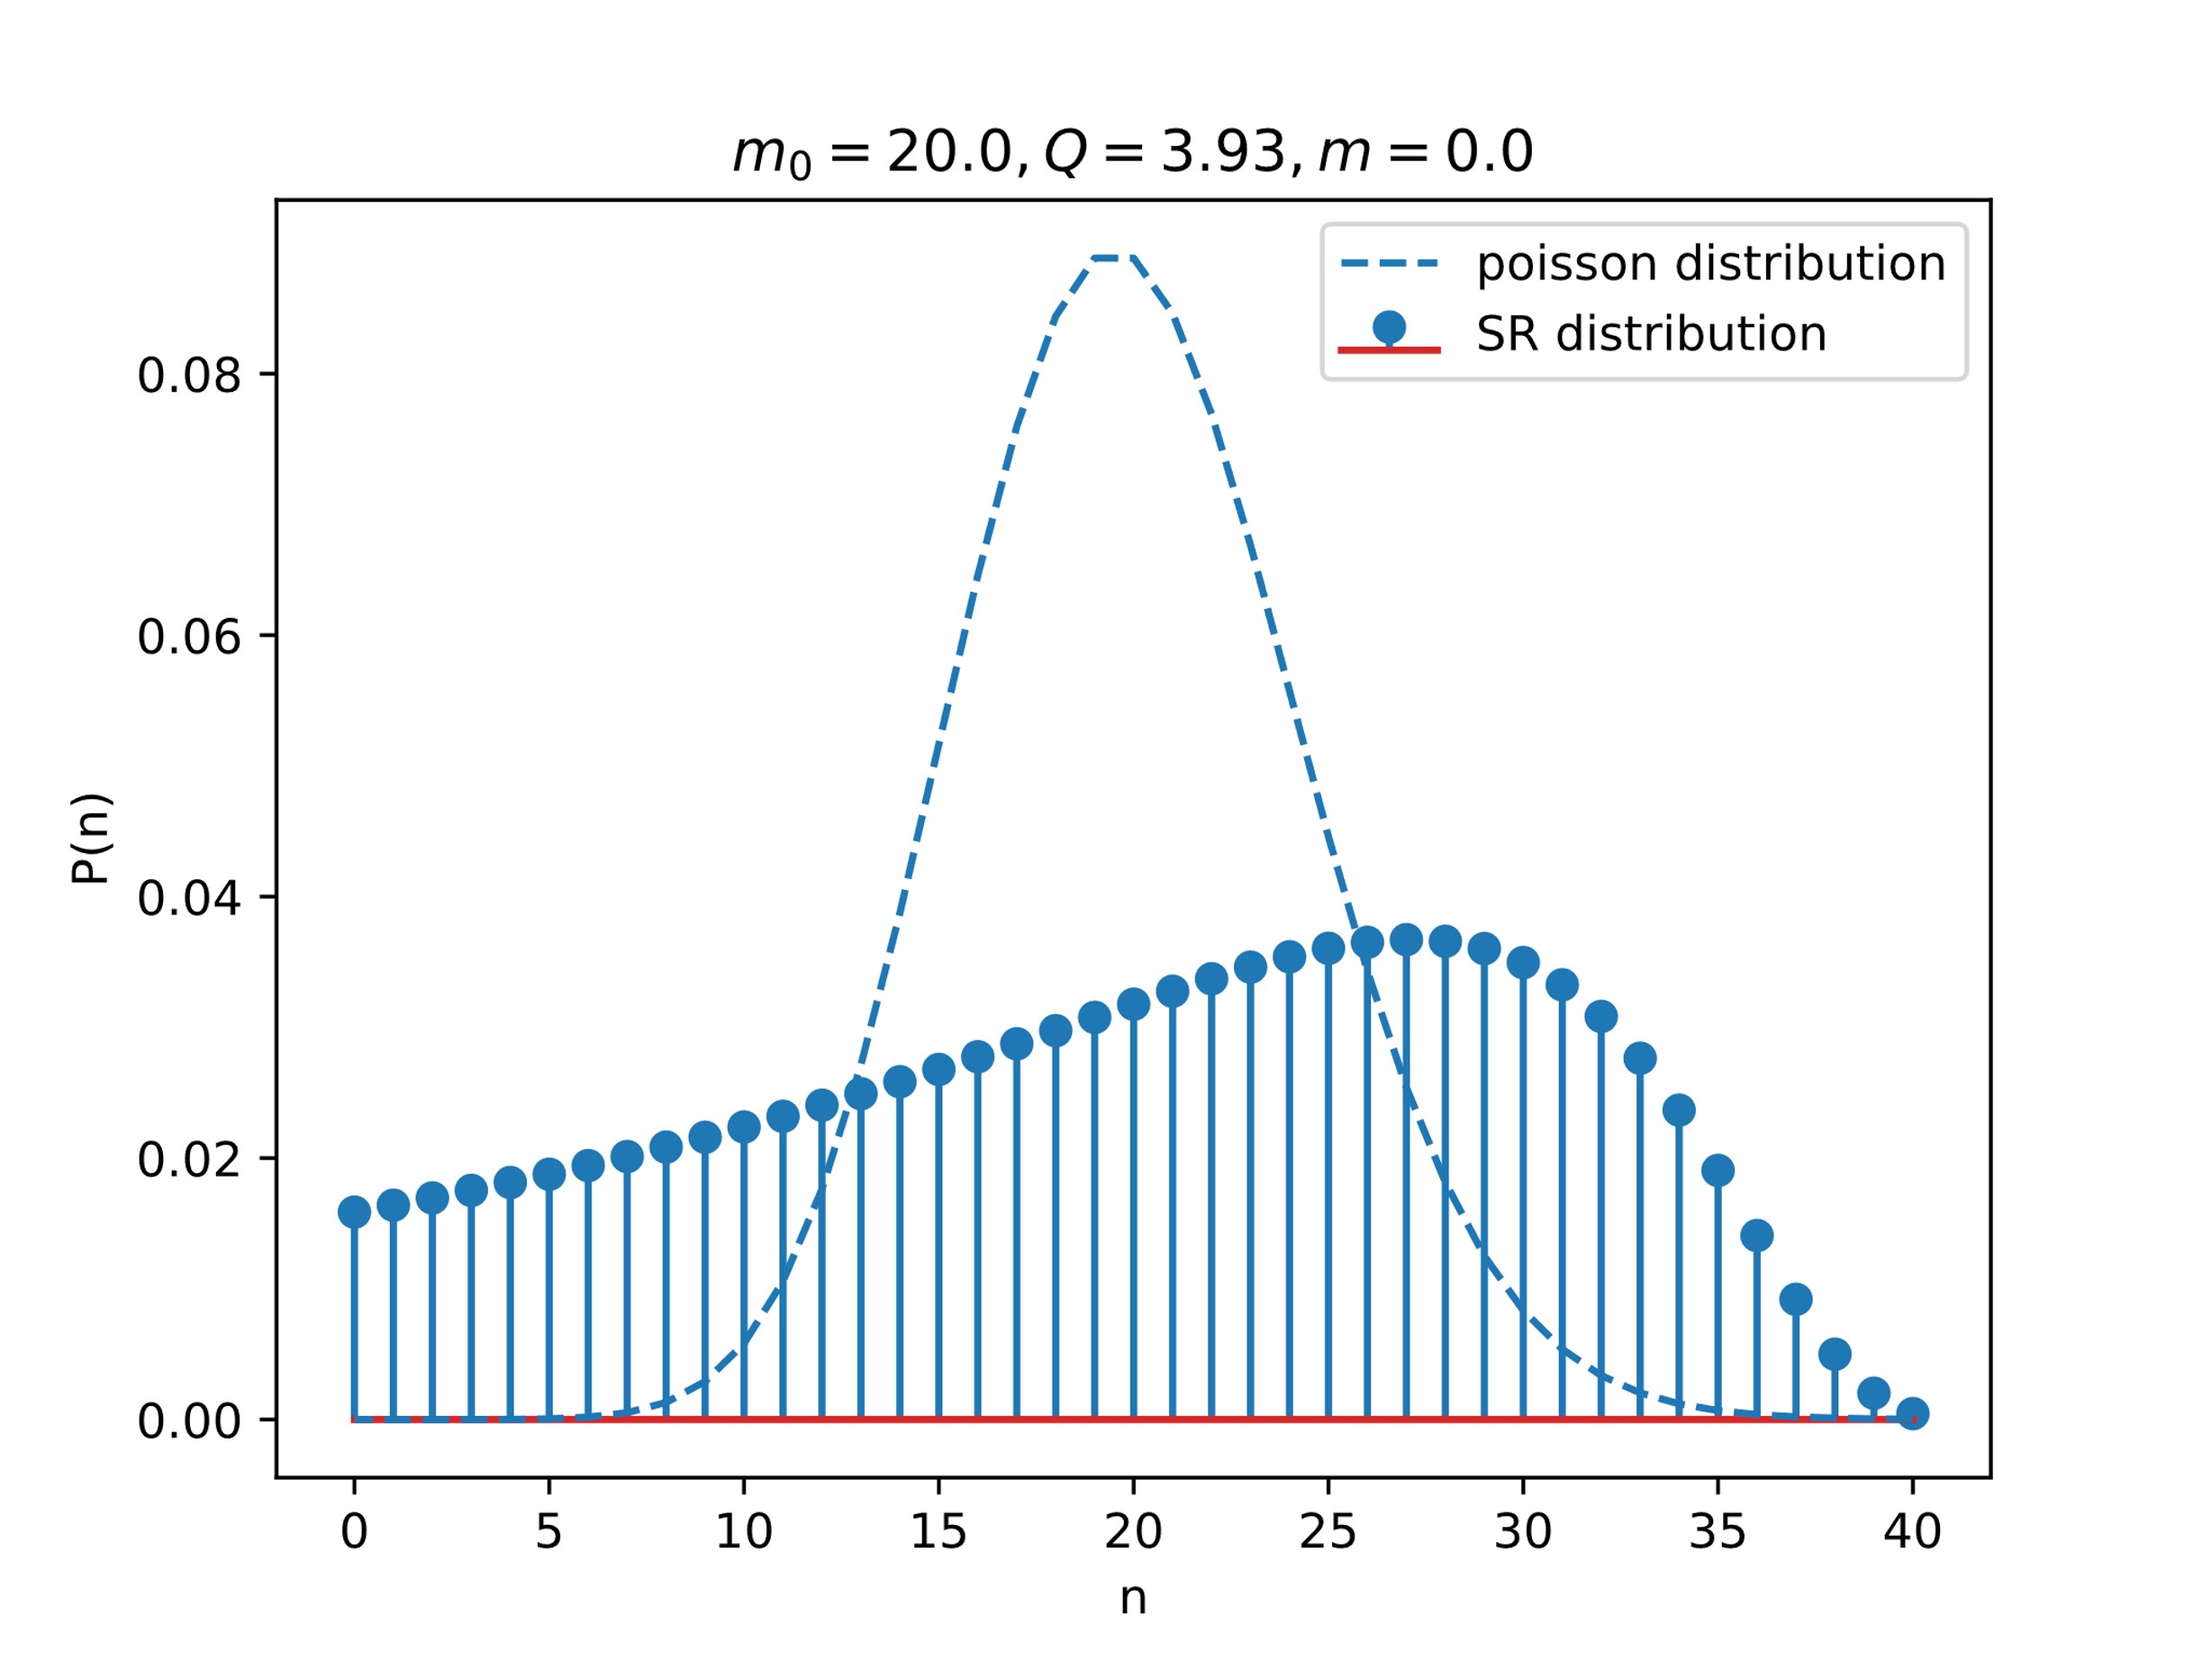 m₀ = 20.0, Q = 3.93, m = 0.0
poisson distribution
SR distribution
P(n)
0.08
0.06
0.04
0.02
0.00
0 5 10 15 20 25 30 35 40
n